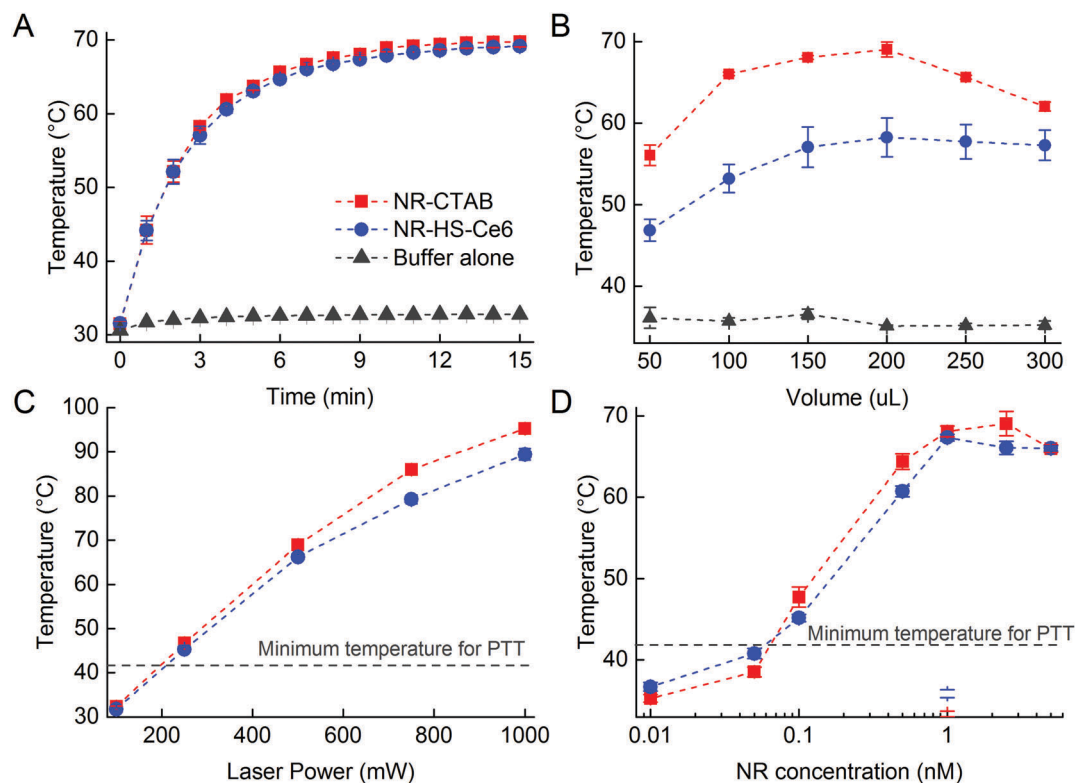 A
Temperature (°C)
70
60
50
40
30
0
3
6
9
12
15
Time (min)
NR-CTAB
NR-HS-Ce6
Buffer alone
B
Temperature (°C)
70
60
50
40
50
100
150
200
250
300
Volume (uL)
C
Temperature (°C)
100
90
80
70
60
50
40
30
200
400
600
800
1000
Laser Power (mW)
Minimum temperature for PTT
D
Temperature (°C)
70
60
50
40
0.01
0.1
1
NR concentration (nM)
Minimum temperature for PTT